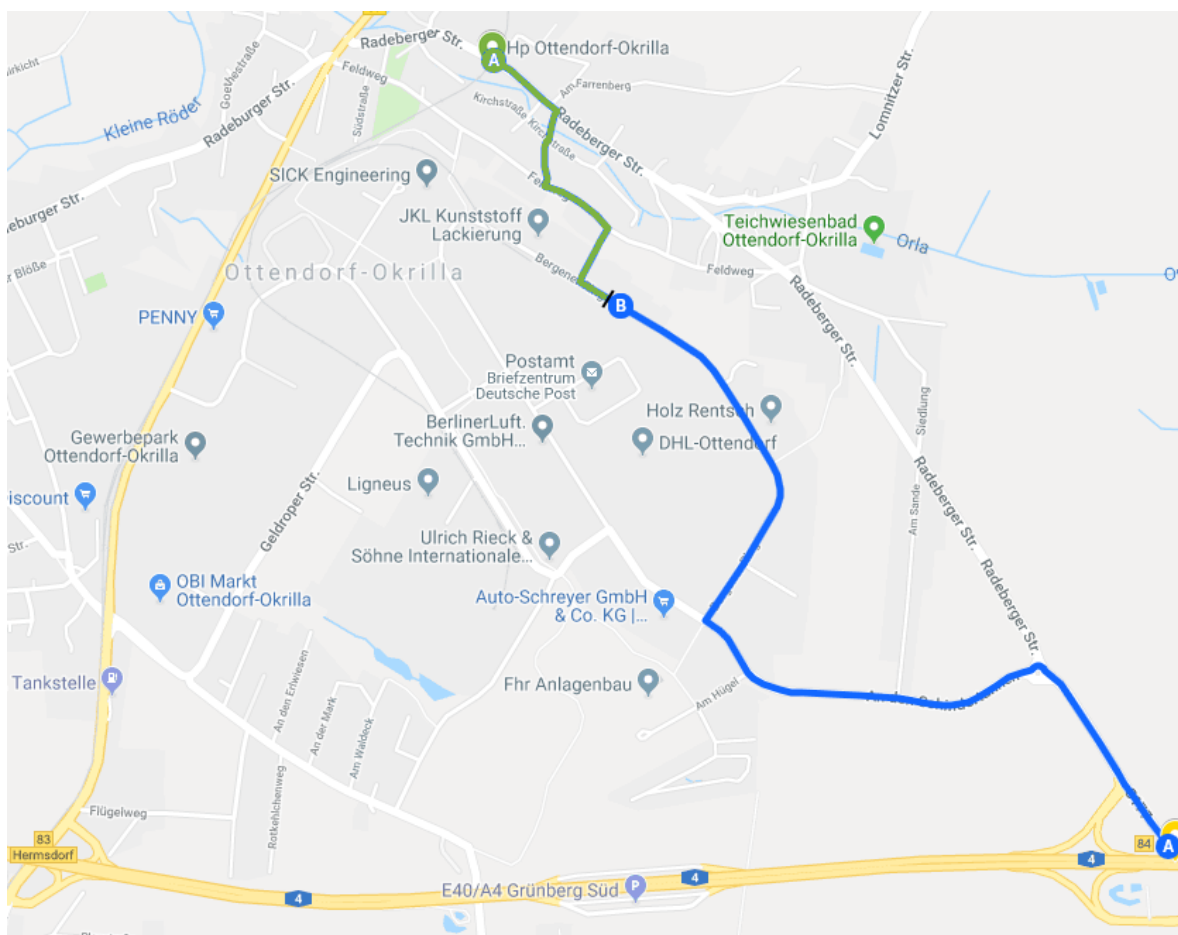 Radeberger Str.
A
Hp Ottendorf-Okrilla
Goethestraße
Feldweg
Am Farrenberg
Südstraße
Kirchstraße
Kleine Röder
Radeburger Str.
Radeberger Str.
Lomnitzer Str.
SICK Engineering
JKL Kunststoff
Lackierung
Teichwiesenbad
Ottendorf-Okrilla
Orla
Ottendorf-Okrilla
Feldweg
B
PENNY
Radeberger Str.
Postamt
Briefzentrum
Deutsche Post
Holz Rentsch
BerlinerLuft.
Technik GmbH...
DHL-Ottendorf
Siedlung
Gewerbepark
Ottendorf-Okrilla
Ligneus
Geldroper Str.
Am Sande
Radeberger Str.
Ulrich Rieck &
Söhne Internationale...
Radeberger Str.
OBI Markt
Ottendorf-Okrilla
Auto-Schreyer GmbH
& Co. KG |...
Tankstelle
Fhr Anlagenbau
Am Hügel
An den Erlwiesen
An der Mark
Am Waldeck
Rotkehlchenweg
Flügelweg
83
Hermsdorf
84
A
4
4
4
E40/A4 Grünberg Süd
P